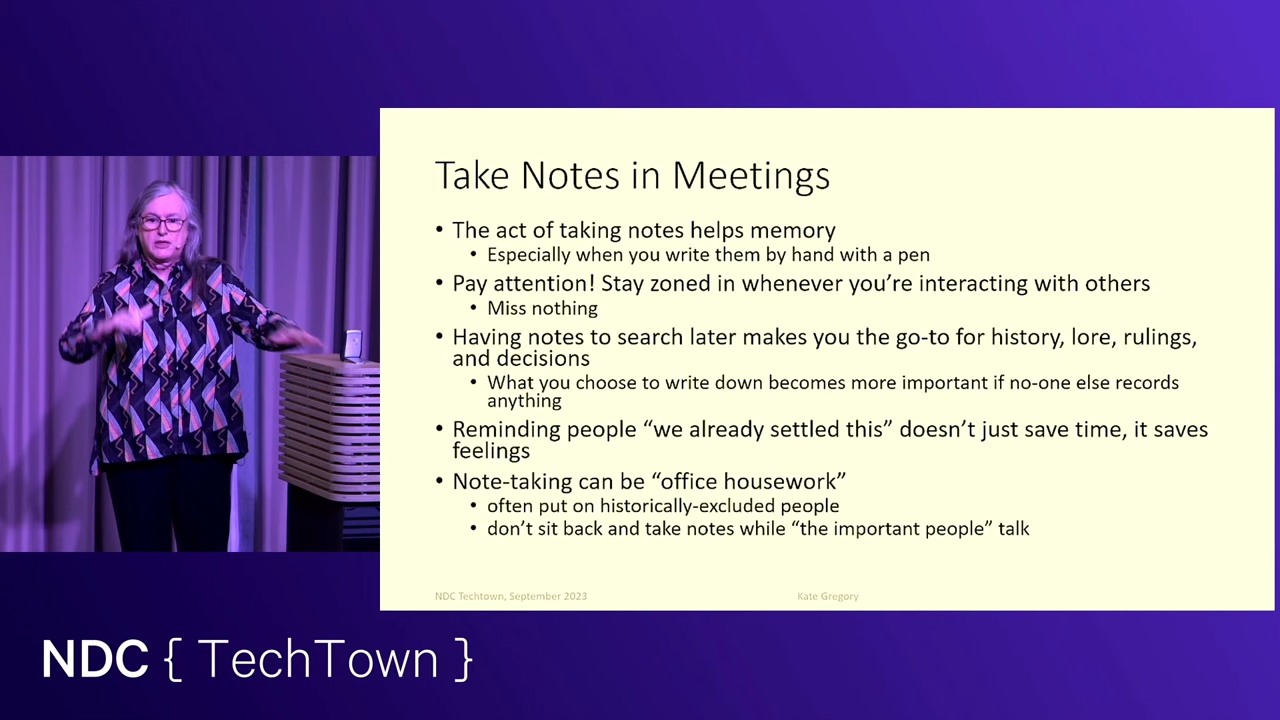 Take Notes in Meetings
• The act of taking notes helps memory
• Especially when you write them by hand with a pen
• Pay attention! Stay zoned in whenever you’re interacting with others
• Miss nothing
• Having notes to search later makes you the go-to for history, lore, rulings,
and decisions
• What you choose to write down becomes more important if no-one else records
anything
• Reminding people “we already settled this” doesn’t just save time, it saves
feelings
• Note-taking can be “office housework”
• often put on historically-excluded people
• don’t sit back and take notes while “the important people” talk
NDC Techtown, September 2023
Kate Gregory
NDC { TechTown }